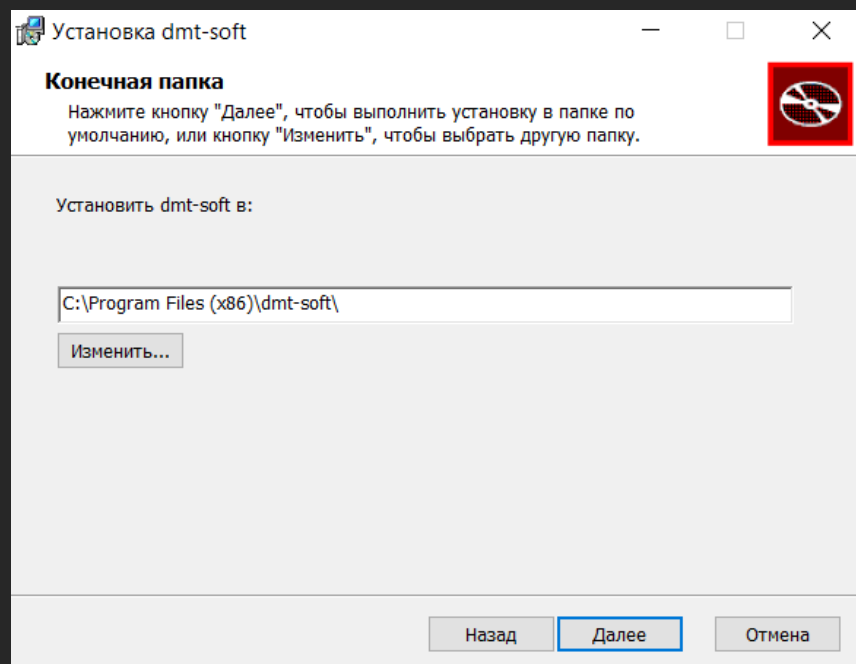 Установка dmt-soft
Конечная папка
Нажмите кнопку "Далее", чтобы выполнить установку в папке по
умолчанию, или кнопку "Изменить", чтобы выбрать другую папку.
Установить dmt-soft в:
C:\Program Files (x86)\dmt-soft\
Изменить...
Назад Далее Отмена